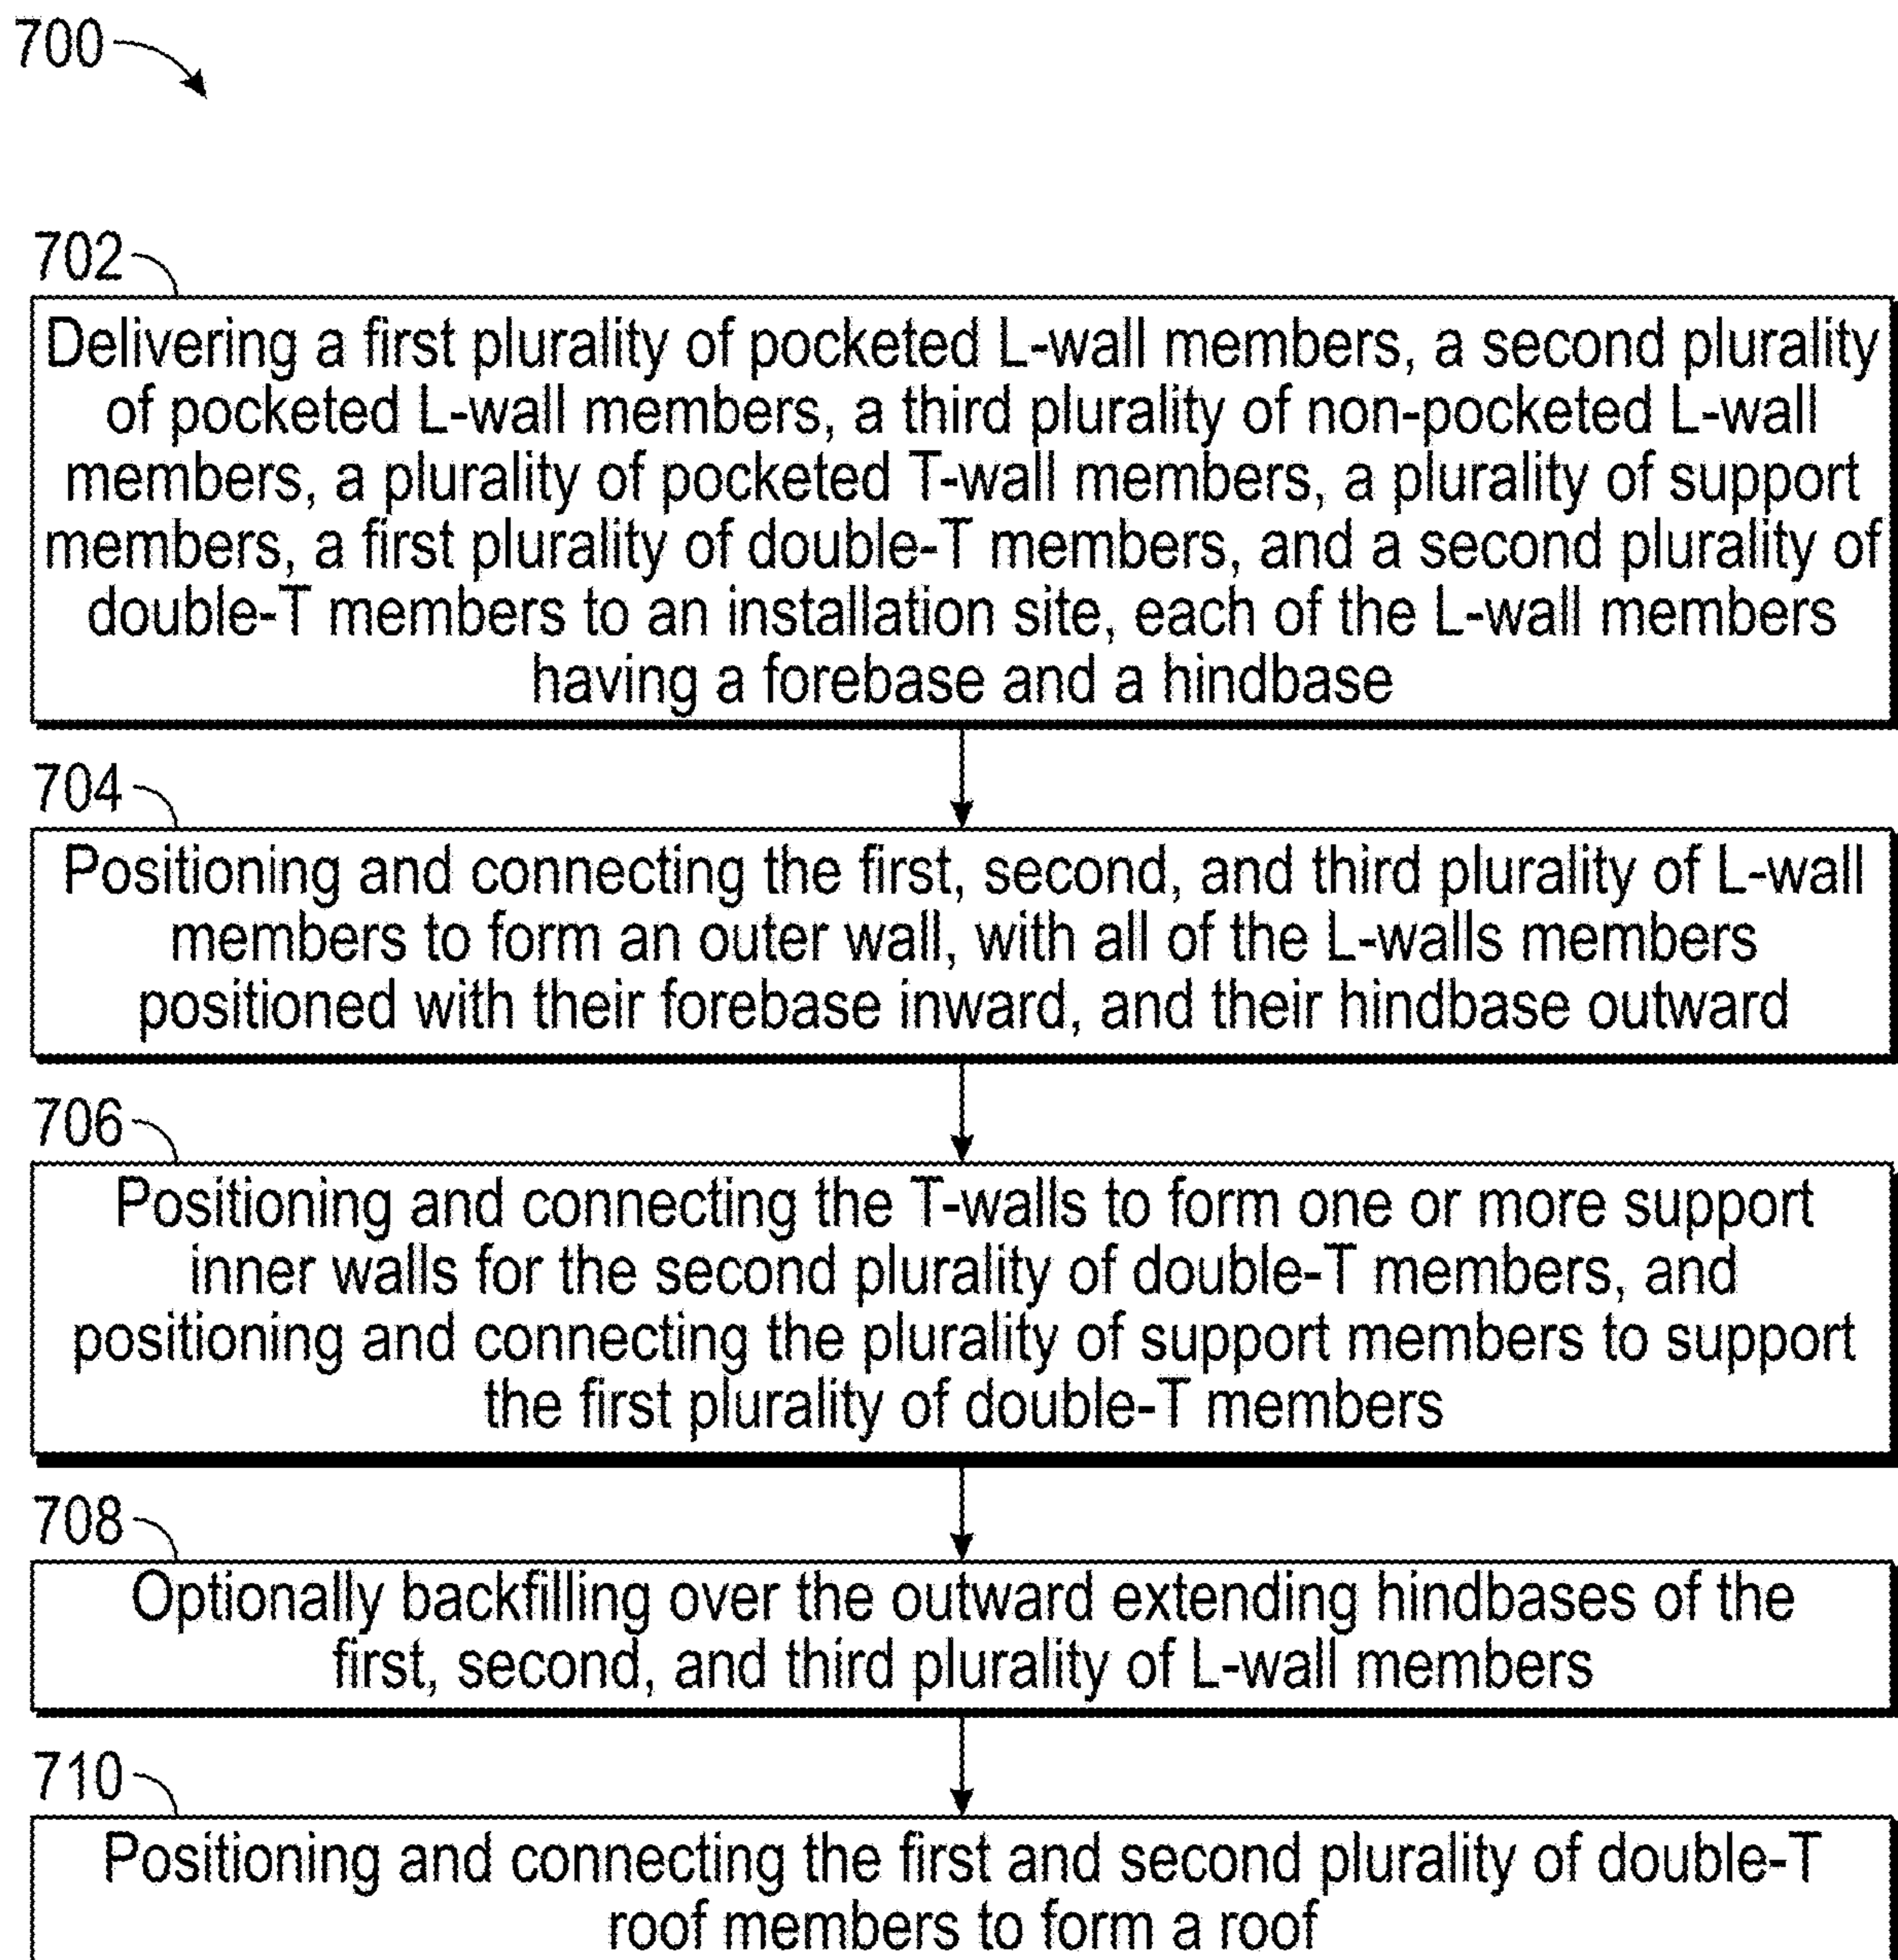 700
702
Delivering a first plurality of pocketed L-wall members, a second plurality
of pocketed L-wall members, a third plurality of non-pocketed L-wall
members, a plurality of pocketed T-wall members, a plurality of support
members, a first plurality of double-T members, and a second plurality of
double-T members to an installation site, each of the L-wall members
having a forebase and a hindbase
704
Positioning and connecting the first, second, and third plurality of L-wall
members to form an outer wall, with all of the L-walls members
positioned with their forebase inward, and their hindbase outward
706
Positioning and connecting the T-walls to form one or more support
inner walls for the second plurality of double-T members, and
positioning and connecting the plurality of support members to support
the first plurality of double-T members
708
Optionally backfilling over the outward extending hindbases of the
first, second, and third plurality of L-wall members
710
Positioning and connecting the first and second plurality of double-T
roof members to form a roof